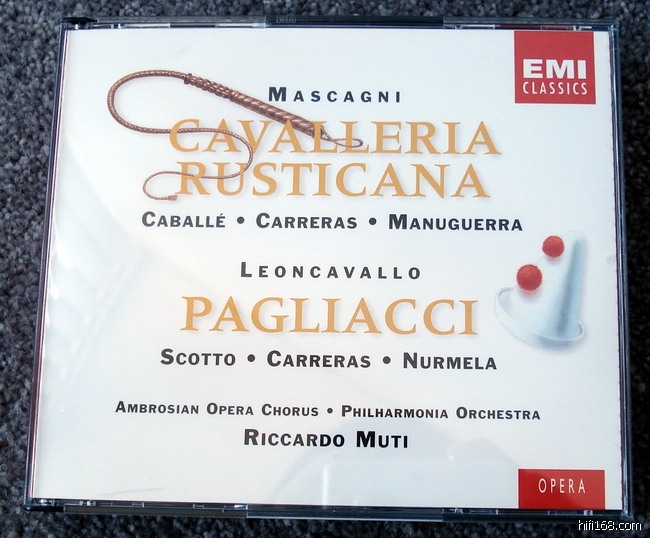 EMI
CLASSICS
MASCAGNI
CAVALLERIA
RUSTICANA
CABALLÉ • CARRERAS • MANUGUERRA
LEONCAVALLO
PAGLIACCI
SCOTTO • CARRERAS • NURMELA
AMBROSIAN OPERA CHORUS • PHILHARMONIA ORCHESTRA
RICCARDO MUTI
OPERA
hifi168.com